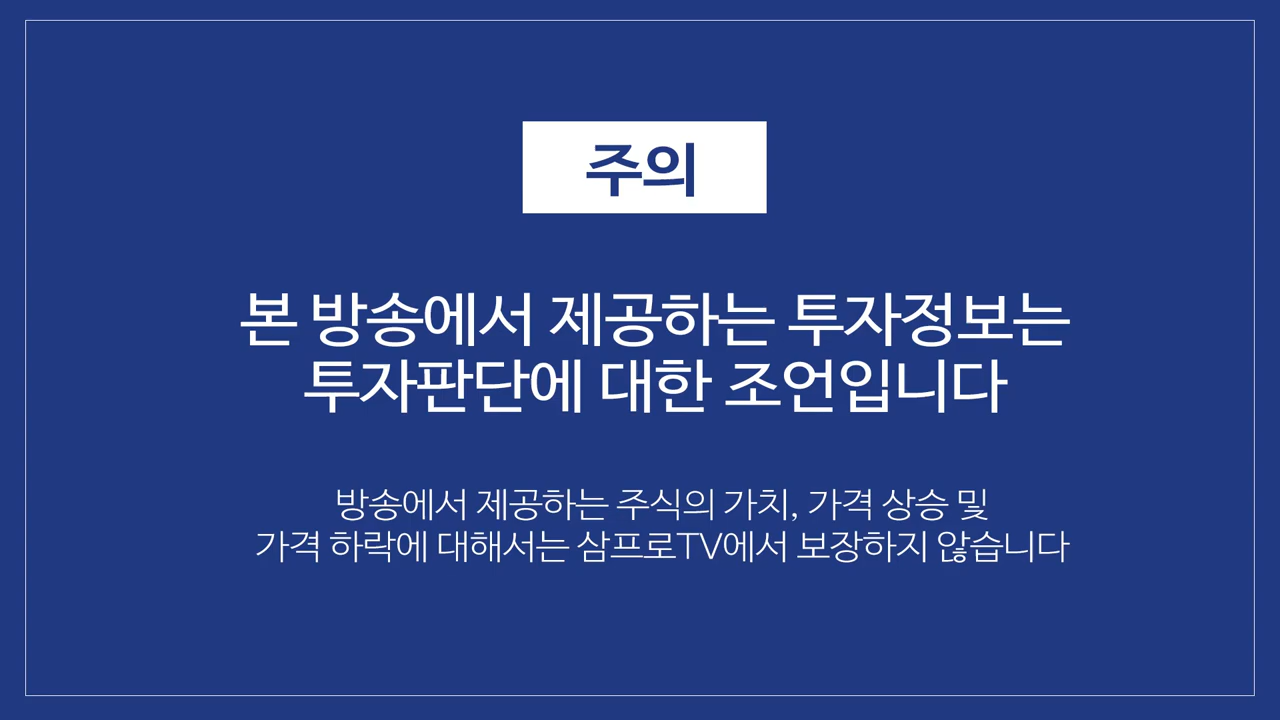 주의
본 방송에서 제공하는 투자정보는
투자판단에 대한 조언입니다
방송에서 제공하는 주식의 가치, 가격 상승 및
가격 하락에 대해서는 삼프로TV에서 보장하지 않습니다